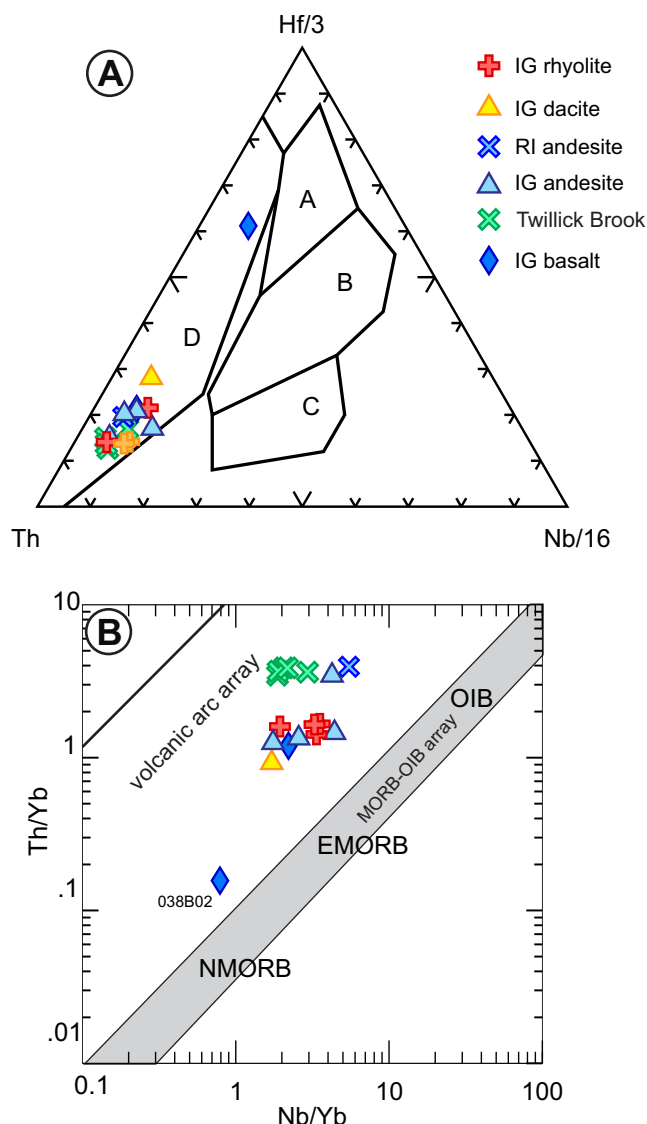 A
Hf/3
Th
Nb/16
A
B
C
D
IG rhyolite
IG dacite
RI andesite
IG andesite
Twillick Brook
IG basalt
B
10
1
.1
.01
Th/Yb
volcanic arc array
OIB
MORB-OIB array
EMORB
NMORB
038B02
0.1
1
10
100
Nb/Yb